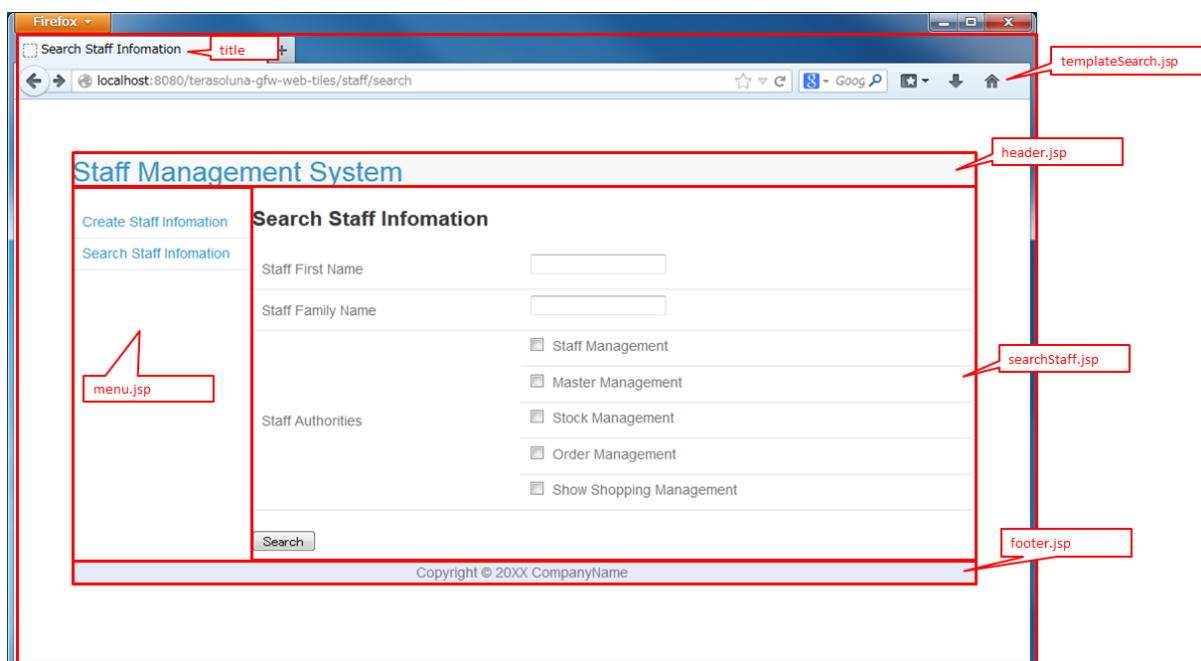 Firefox
Search Staff Infomation
title
localhost:8080/terasoluna-gfw-web-tiles/staff/search
Goog
templateSearch.jsp
header.jsp
Staff Management System
Create Staff Infomation
Search Staff Infomation
Search Staff Infomation
Staff First Name
Staff Family Name
Staff Management
searchStaff.jsp
menu.jsp
Master Management
Staff Authorities
Stock Management
Order Management
Show Shopping Management
Search
footer.jsp
Copyright © 20XX CompanyName